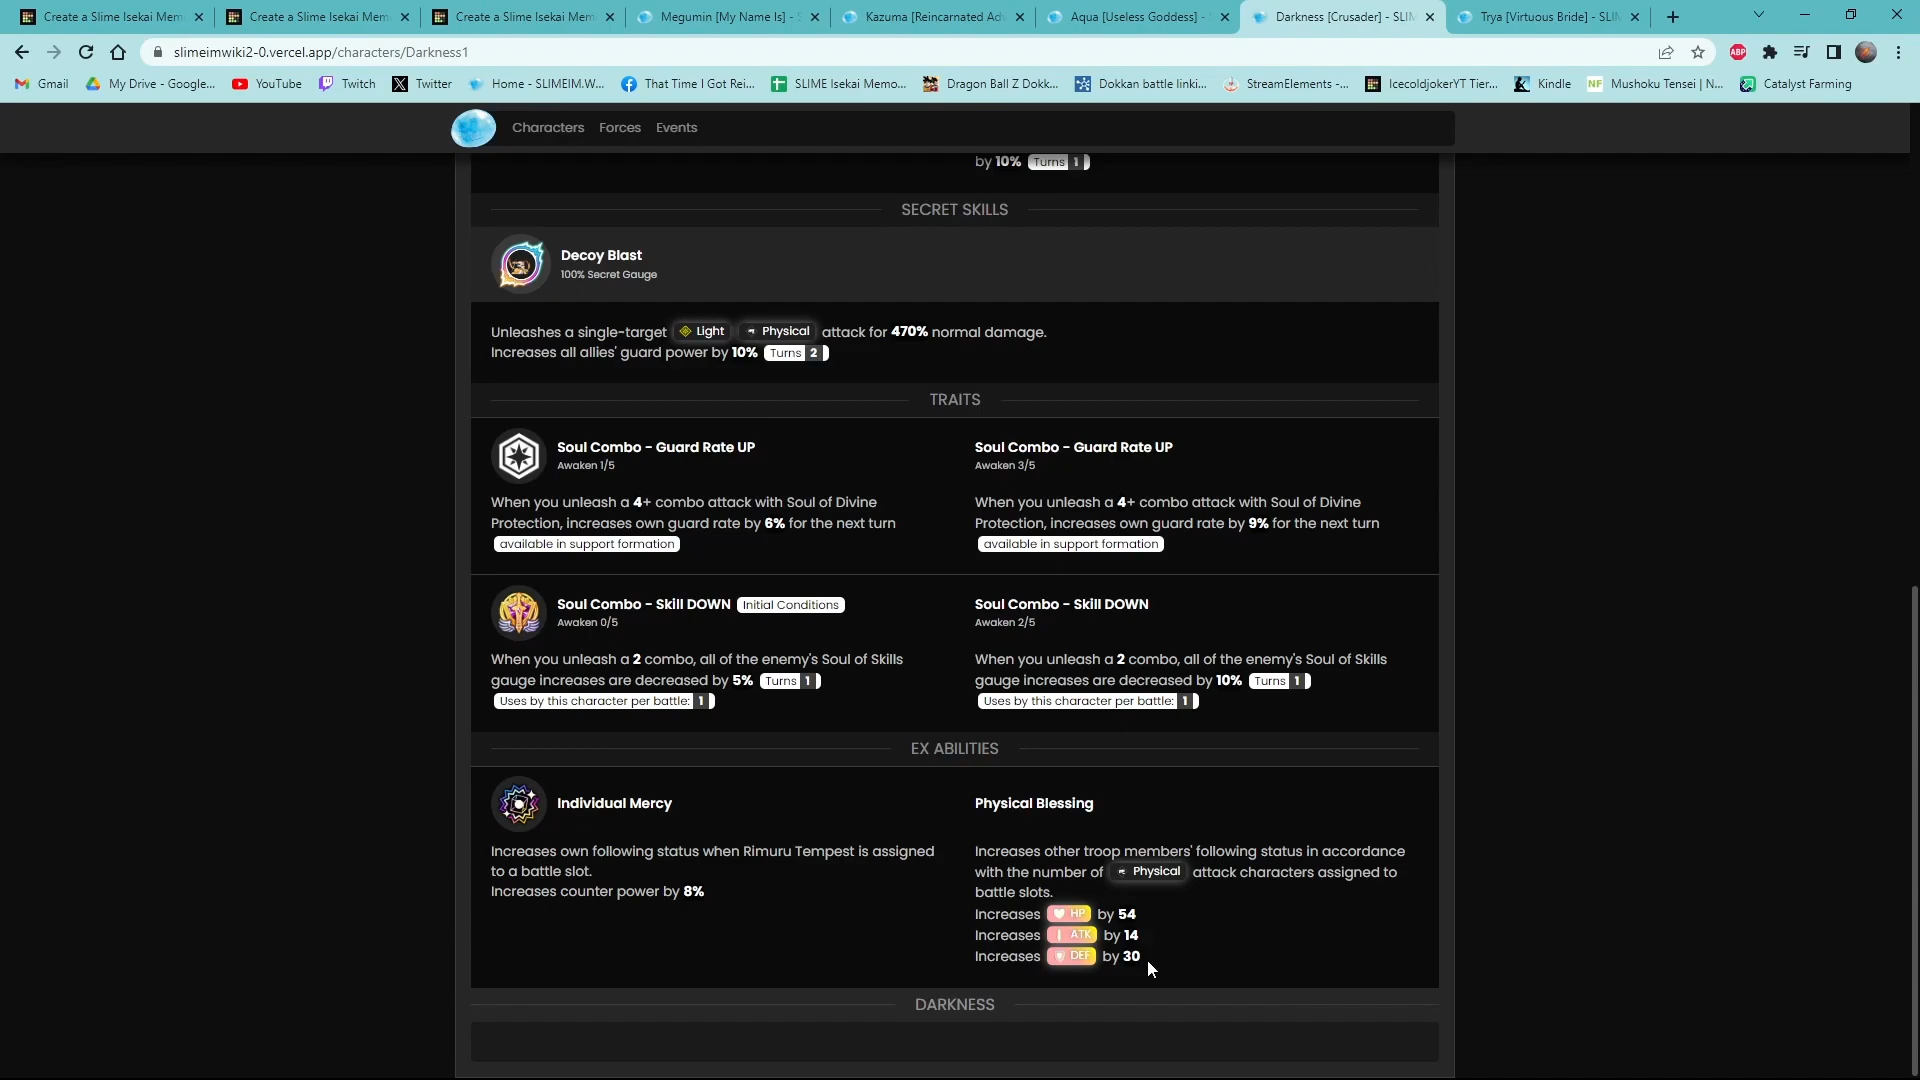 Create a Slime Isekai Mem
Create a Slime Isekai Mem
Create a Slime Isekai Mem
Megumin [My Name Is] - S
Kazuma [Reincarnated Adv
Aqua [Useless Goddess] -
Darkness [Crusader] - SLIM
Trya [Virtuous Bride] - SLIM
slimeimwiki2-0.vercel.app/characters/Darkness1
ABP
Gmail
My Drive - Google...
YouTube
Twitch
Twitter
Home - SLIMEIM.W...
That Time I Got Rei...
SLIME Isekai Memo...
Dragon Ball Z Dokk...
Dokkan battle linki...
StreamElements -...
IcecoldjokerYT Tier...
Kindle
NF
Mushoku Tensei | N...
Catalyst Farming
Characters
Forces
Events
by 10% Turns 1
SECRET SKILLS
Decoy Blast
100% Secret Gauge
Unleashes a single-target Light Physical attack for 470% normal damage.
Increases all allies' guard power by 10% Turns 2
TRAITS
Soul Combo - Guard Rate UP
Awaken 1/5
When you unleash a 4+ combo attack with Soul of Divine
Protection, increases own guard rate by 6% for the next turn
available in support formation
Soul Combo - Guard Rate UP
Awaken 3/5
When you unleash a 4+ combo attack with Soul of Divine
Protection, increases own guard rate by 9% for the next turn
available in support formation
Soul Combo - Skill DOWN Initial Conditions
Awaken 0/5
When you unleash a 2 combo, all of the enemy's Soul of Skills
gauge increases are decreased by 5% Turns 1
Uses by this character per battle: 1
Soul Combo - Skill DOWN
Awaken 2/5
When you unleash a 2 combo, all of the enemy's Soul of Skills
gauge increases are decreased by 10% Turns 1
Uses by this character per battle: 1
EX ABILITIES
Individual Mercy
Increases own following status when Rimuru Tempest is assigned
to a battle slot.
Increases counter power by 8%
Physical Blessing
Increases other troop members' following status in accordance
with the number of Physical attack characters assigned to
battle slots.
Increases HP by 54
Increases ATK by 14
Increases DEF by 30
DARKNESS